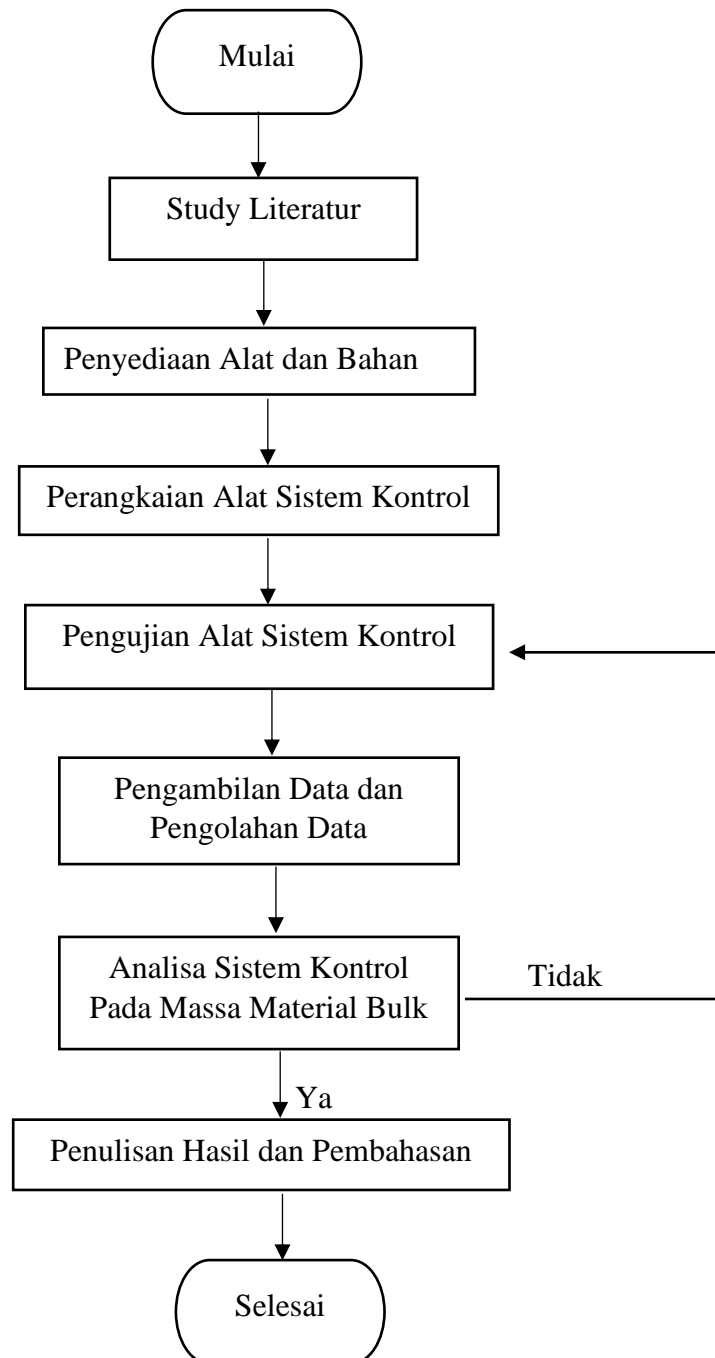 Mulai
Study Literatur
Penyediaan Alat dan Bahan
Perangkaian Alat Sistem Kontrol
Pengujian Alat Sistem Kontrol
Pengambilan Data dan
Pengolahan Data
Analisa Sistem Kontrol
Pada Massa Material Bulk
Tidak
Ya
Penulisan Hasil dan Pembahasan
Selesai